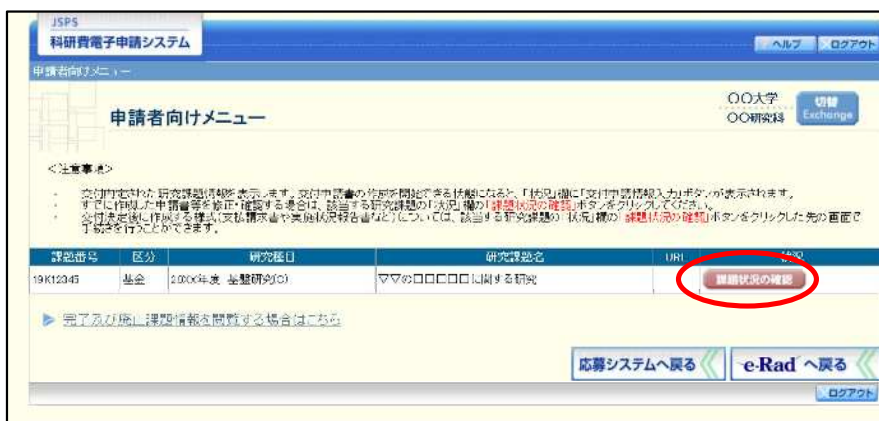 JSPS
科研費電子申請システム
ヘルプ ログアウト
申請者向けメニュー
〇〇大学
切替
Exchange
申請者向けメニュー
〇〇研究科
<注意事項>
・ 交付内定された研究課題情報を表示します。交付申請書の作成を開始できる状態になると、「状況」欄に「交付申請情報入力」ボタンが表示されます。
・ すでに作成した申請書等を修正・確認する場合は、該当する研究課題の「状況」欄の「課題状況の確認」ボタンをクリックしてください。
・ 交付決定後に作成する様式(支払請求書や実施状況報告書など)については、該当する研究課題の「状況」欄の「課題状況の確認」ボタンをクリックした先の画面で
手続きを行うことができます。
課題番号 区分 研究種目 研究課題名 URL 状況
19K12345 基金 20XX年度 基盤研究(C) ▽▽の□□□□□に関する研究 課題状況の確認
完了及び廃止課題情報を閲覧する場合はこちら
応募システムへ戻る e-Rad へ戻る
ログアウト